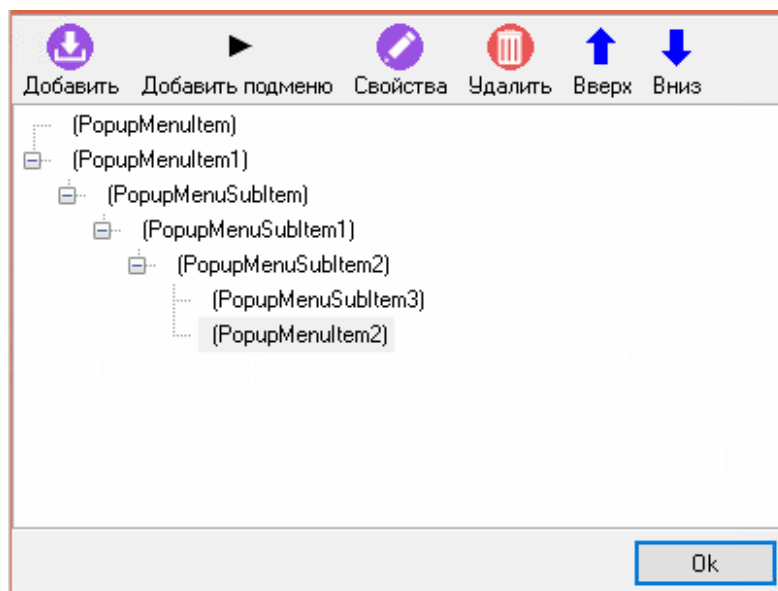 Добавить Добавить подменю Свойства Удалить Вверх Вниз
(PopupMenuItem)
(PopupMenuItem1)
(PopupMenuSubItem)
(PopupMenuSubItem1)
(PopupMenuSubItem2)
(PopupMenuSubItem3)
(PopupMenuItem2)
Ok